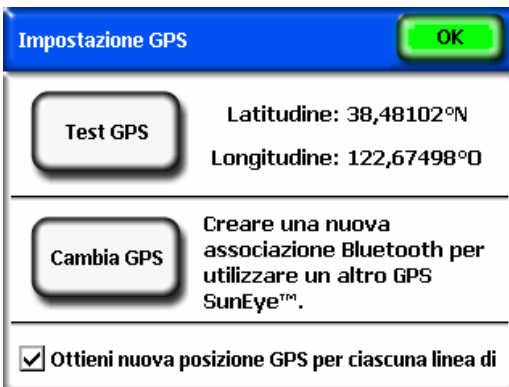 Impostazione GPS
OK
Test GPS
Latitudine: 38,48102°N
Longitudine: 122,67498°O
Cambia GPS
Creare una nuova
associazione Bluetooth per
utilizzare un altro GPS
SunEye™.
Ottieni nuova posizione GPS per ciascuna linea di